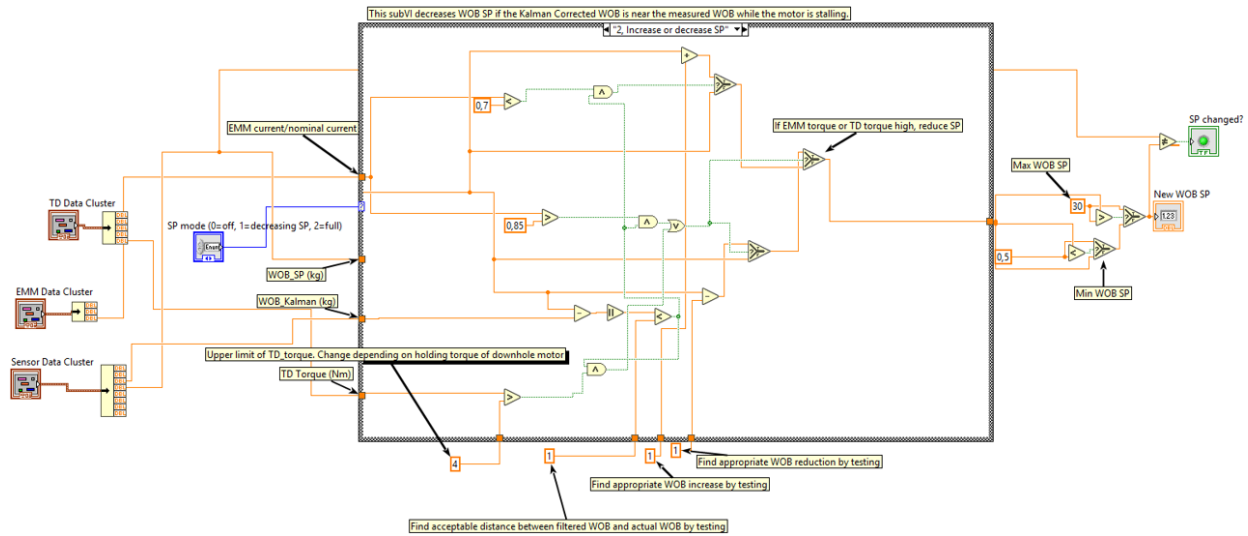 This subVI decreases WOB SP if the Kalman Corrected WOB is near the measured WOB while the motor is stalling.
"2, Increase or decrease SP"
0,7
EMM current/nominal current
If EMM torque or TD torque high, reduce SP
SP changed?
TF
Max WOB SP
TD Data Cluster
30
New WOB SP
123
SP mode (0=off, 1=decreasing SP, 2=full)
Enum
0,85
0,5
WOB_SP (kg)
EMM Data Cluster
WOB_Kalman (kg)
Min WOB SP
Sensor Data Cluster
Upper limit of TD_torque. Change depending on holding torque of downhole motor
TD Torque (Nm)
4
1
1
1
Find appropriate WOB reduction by testing
Find appropriate WOB increase by testing
Find acceptable distance between filtered WOB and actual WOB by testing